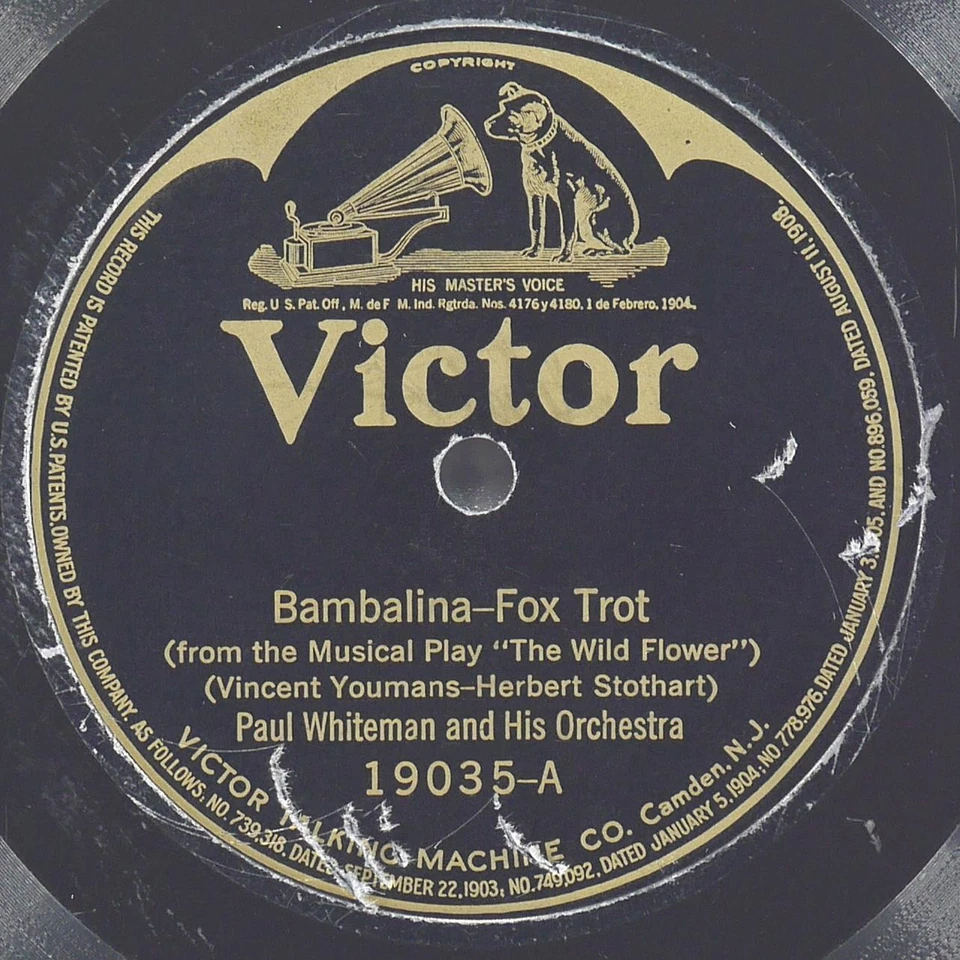 COPYRIGHT
HIS MASTER'S VOICE
Reg. U S. Pat. Off, M. de F M. Ind. Rgtrda. Nos. 4176 y 4180. 1 de Febrero, 1904.
Victor
Bambalina–Fox Trot
(from the Musical Play “The Wild Flower”)
(Vincent Youmans–Herbert Stothart)
Paul Whiteman and His Orchestra
19035–A
VICTOR TALKING MACHINE CO. Camden, N. J.
THIS RECORD IS PATENTED BY U.S. PATENTS. OWNED BY THIS COMPANY. AS FOLLOWS: NO. 739,318, DATED SEPTEMBER 22,1903; NO. 749,092, DATED JANUARY 5,1904; NO. 778,976, DATED JANUARY 3, 1905. AND NO. 896,059. DATED AUGUST 11, 1908.